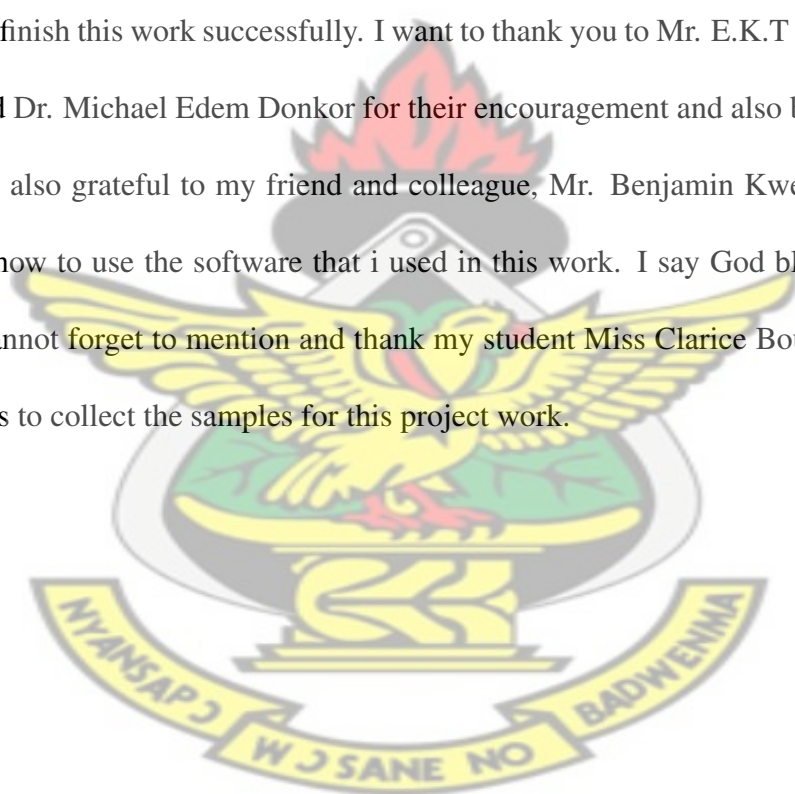 finish this work successfully. I want to thank you to Mr. E.K.T
Dr. Michael Edem Donkor for their encouragement and also
also grateful to my friend and colleague, Mr. Benjamin
how to use the software that i used in this work. I say God
forget to mention and thank my student Miss Clarice
to collect the samples for this project work.
NYANSAPƆ WƆSANE NO BADWENMA